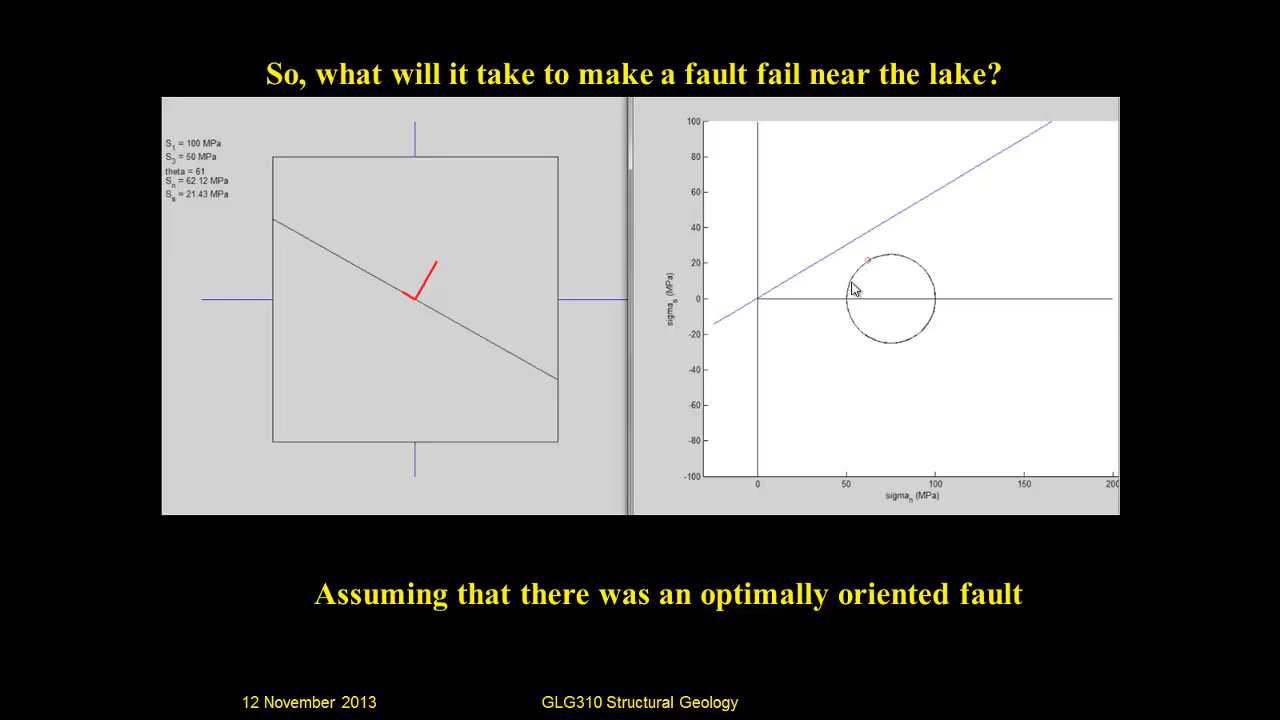 So, what will it take to make a fault fail near the lake?
S1 = 100 MPa
S3 = 50 MPa
theta = 61
Sn = 62.12 MPa
Ss = 21.43 MPa
100
80
60
40
20
0
-20
-40
-60
-80
-100
sigmas (MPa)
0 50 100 150 200
sigman (MPa)
Assuming that there was an optimally oriented fault
12 November 2013 GLG310 Structural Geology